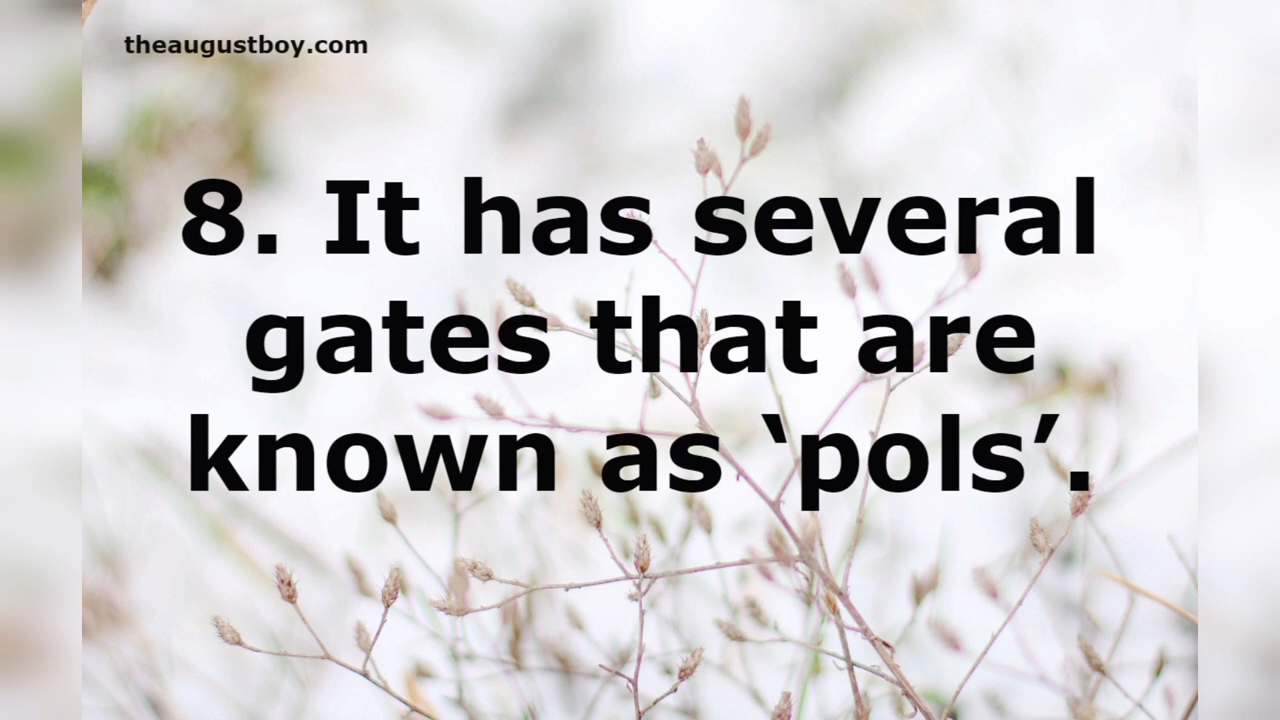 theaugustboy.com
8. It has several
gates that are
known as ‘pols’.